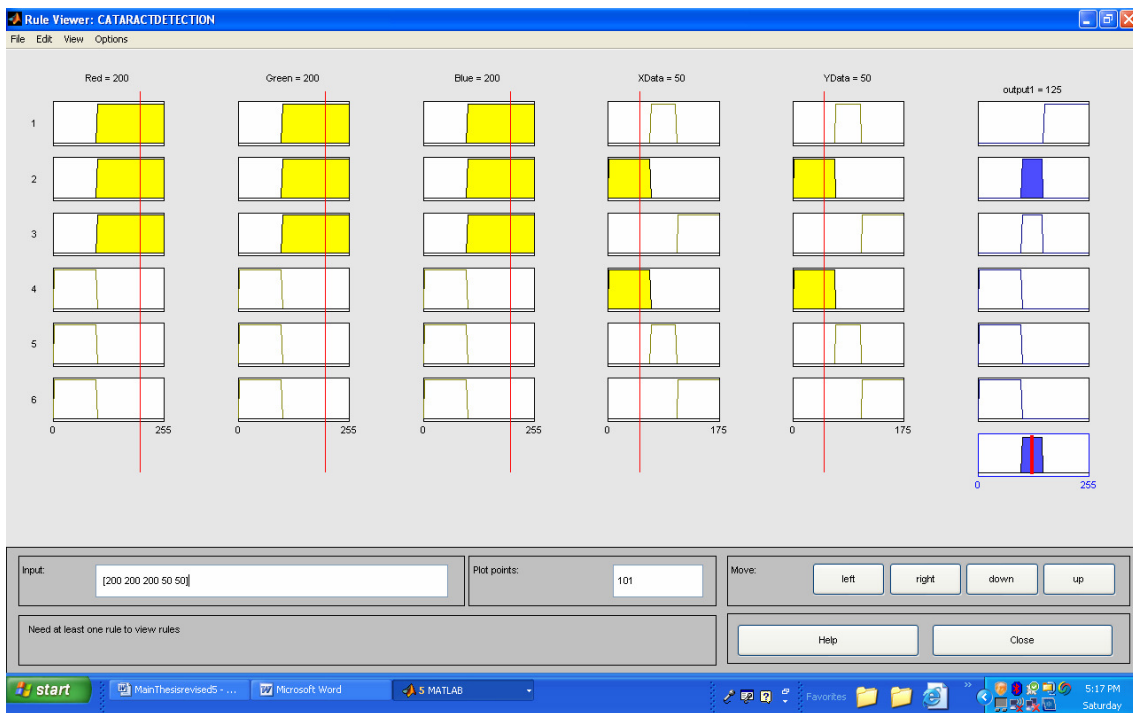 Rule Viewer: CATARACTDETECTION
File Edit View Options
Red = 200 Green = 200 Blue = 200 XData = 50 YData = 50
output1 = 125
1
2
3
4
5
6
0 255 0 255 0 255 0 175 0 175
0 255
Input:
[200 200 200 50 50]
Plot points:
101
Move:
left right down up
Need at least one rule to view rules
Help Close
start MainThesisrevised5 - ... Microsoft Word 5 MATLAB Favorites » 5:17 PM
Saturday